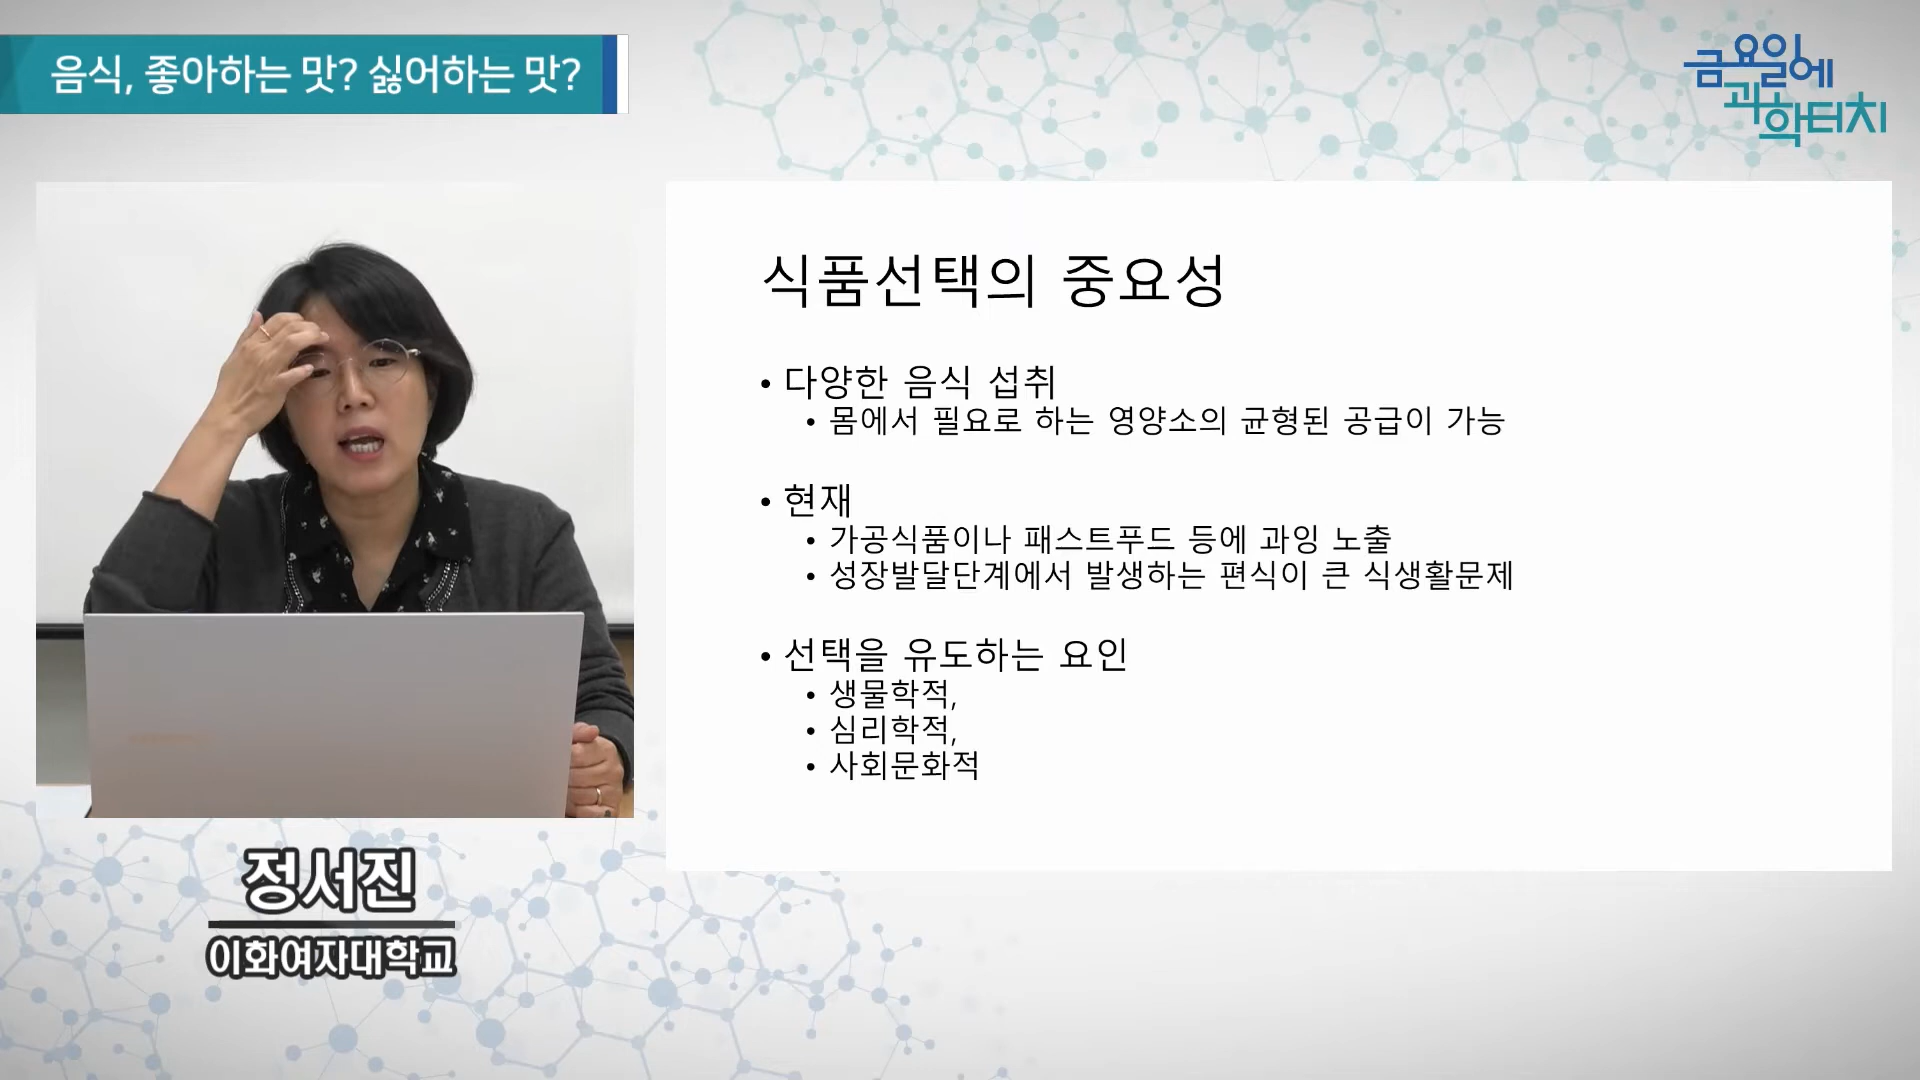 음식, 좋아하는 맛? 싫어하는 맛?
금요일에
과학터치
식품선택의 중요성
• 다양한 음식 섭취
• 몸에서 필요로 하는 영양소의 균형된 공급이 가능
• 현재
• 가공식품이나 패스트푸드 등에 과잉 노출
• 성장발달단계에서 발생하는 편식이 큰 식생활문제
• 선택을 유도하는 요인
• 생물학적,
• 심리학적,
• 사회문화적
정서진
이화여자대학교